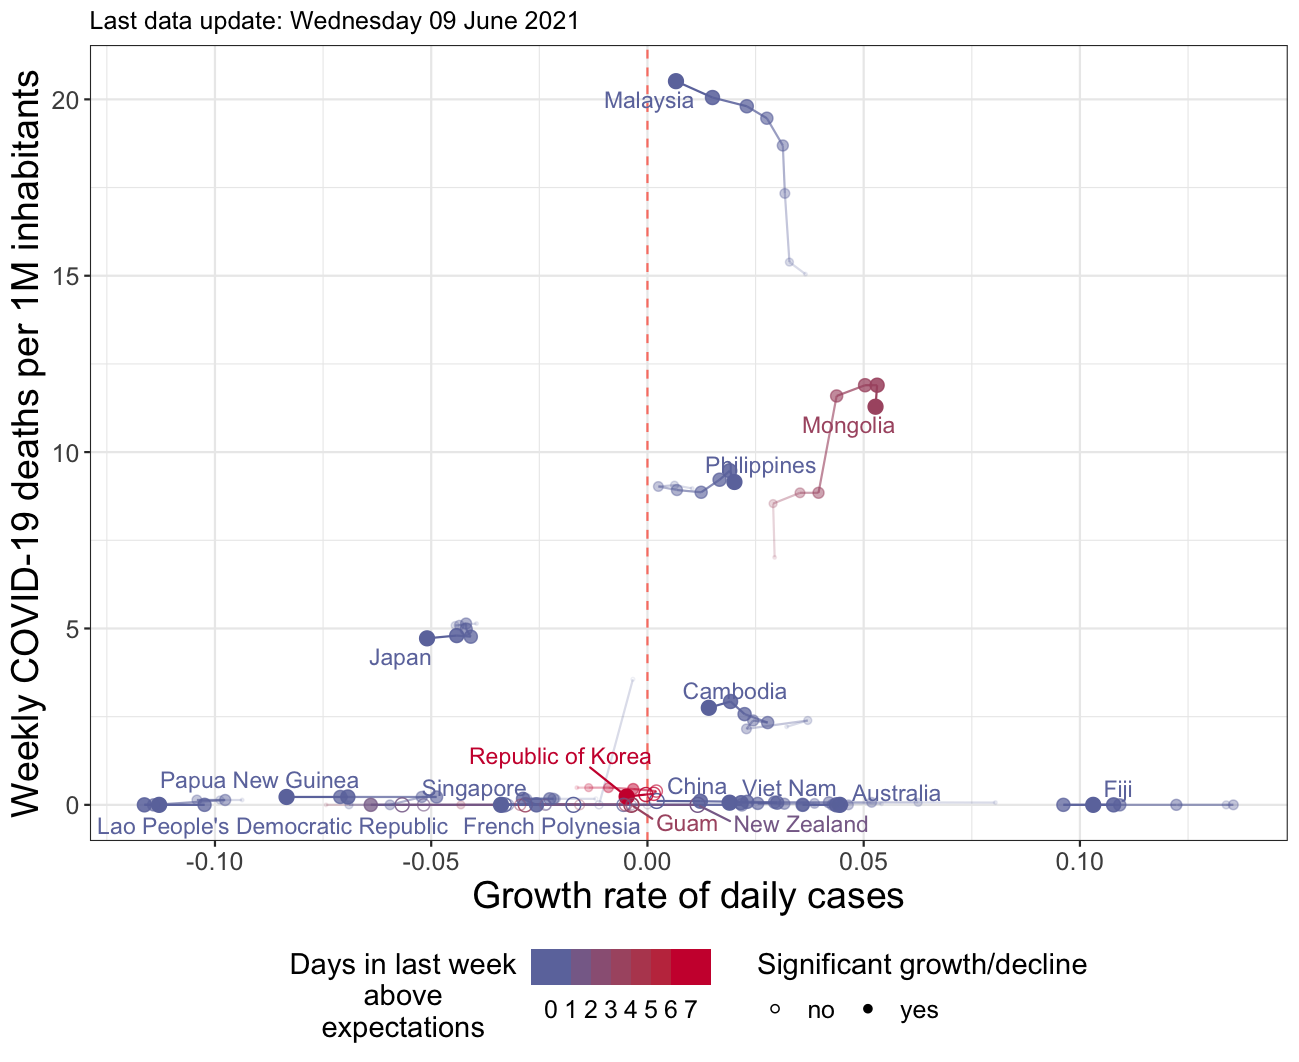 Last data update: Wednesday 09 June 2021
Weekly COVID-19 deaths per 1M inhabitants
20
15
10
5
0
Malaysia
Mongolia
Philippines
Japan
Cambodia
Republic of Korea
Papua New Guinea
Singapore
China
Viet Nam
Australia
Fiji
Lao People's Democratic Republic
French Polynesia
Guam
New Zealand
-0.10
-0.05
0.00
0.05
0.10
Growth rate of daily cases
Days in last week
above
expectations
0 1 2 3 4 5 6 7
Significant growth/decline
no
yes